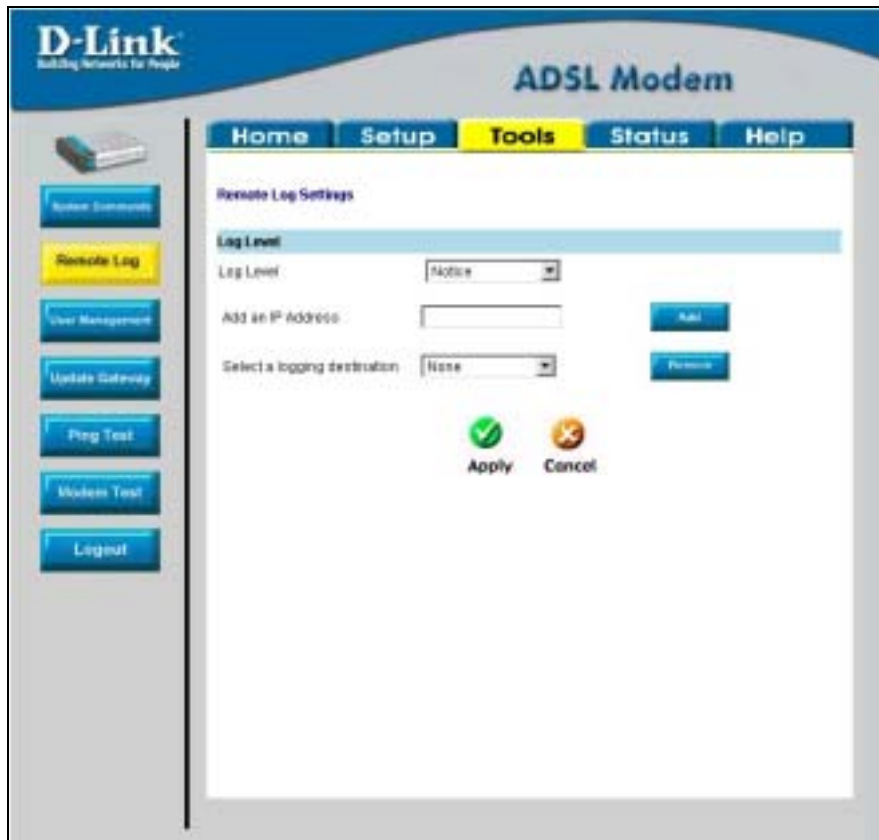 D-Link
Building Networks for People
ADSL Modem
Home Setup Tools Status Help
System Commands
Remote Log
User Management
Update Gateway
Ping Test
Modem Test
Logout
Remote Log Settings
Log Level
Log Level Notice
Add an IP Address Add
Select a logging destination None Remove
Apply Cancel